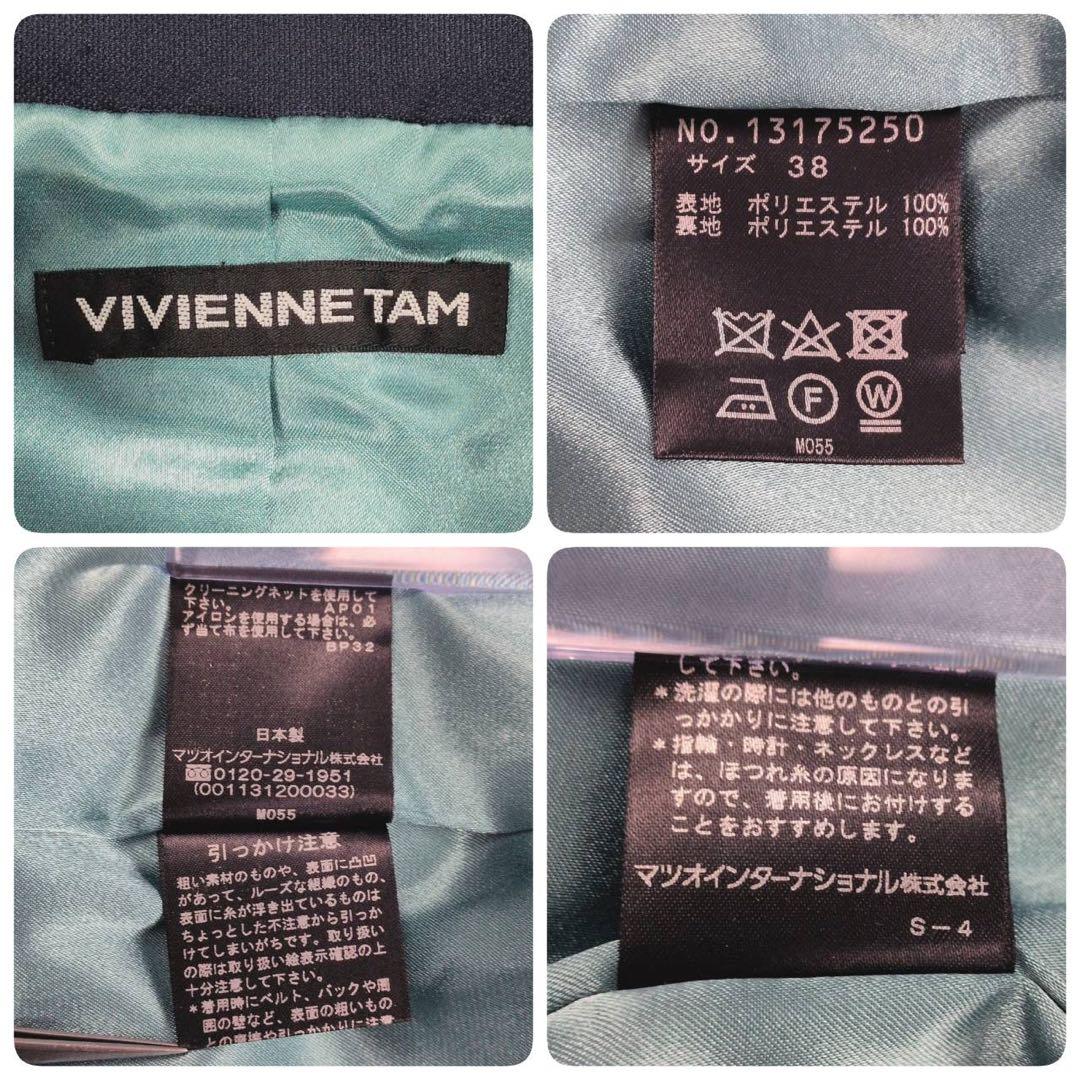 VIVIENNE TAM
NO.13175250
サイズ 38
表地 ポリエステル 100%
裏地 ポリエステル 100%
F
W
M055
クリーニングネットを使用して
下さい。 AP01
アイロンを使用する場合は、必
ず当て布を使用して下さい。
BP32
日本製
マツオインターナショナル株式会社
0120-29-1951
(001131200033)
M055
引っかけ注意
粗い素材のものや、表面に凸凹
があって、ルーズな組織のもの、
表面に糸が浮き出ているものは
ちょっとした不注意から引っか
けてしまいがちです。取り扱い
の際は取り扱い絵表示確認の上
十分注意して下さい。
*着用時にベルト、バックや周
囲の壁など、表面の粗いもの
との摩擦や引っかかりに注意
して下さい。
*洗濯の際には他のものとの引
っかかりに注意して下さい。
*指輪・時計・ネックレスなど
は、ほつれ糸の原因になりま
すので、着用後にお付けする
ことをおすすめします。
マツオインターナショナル株式会社
S-4